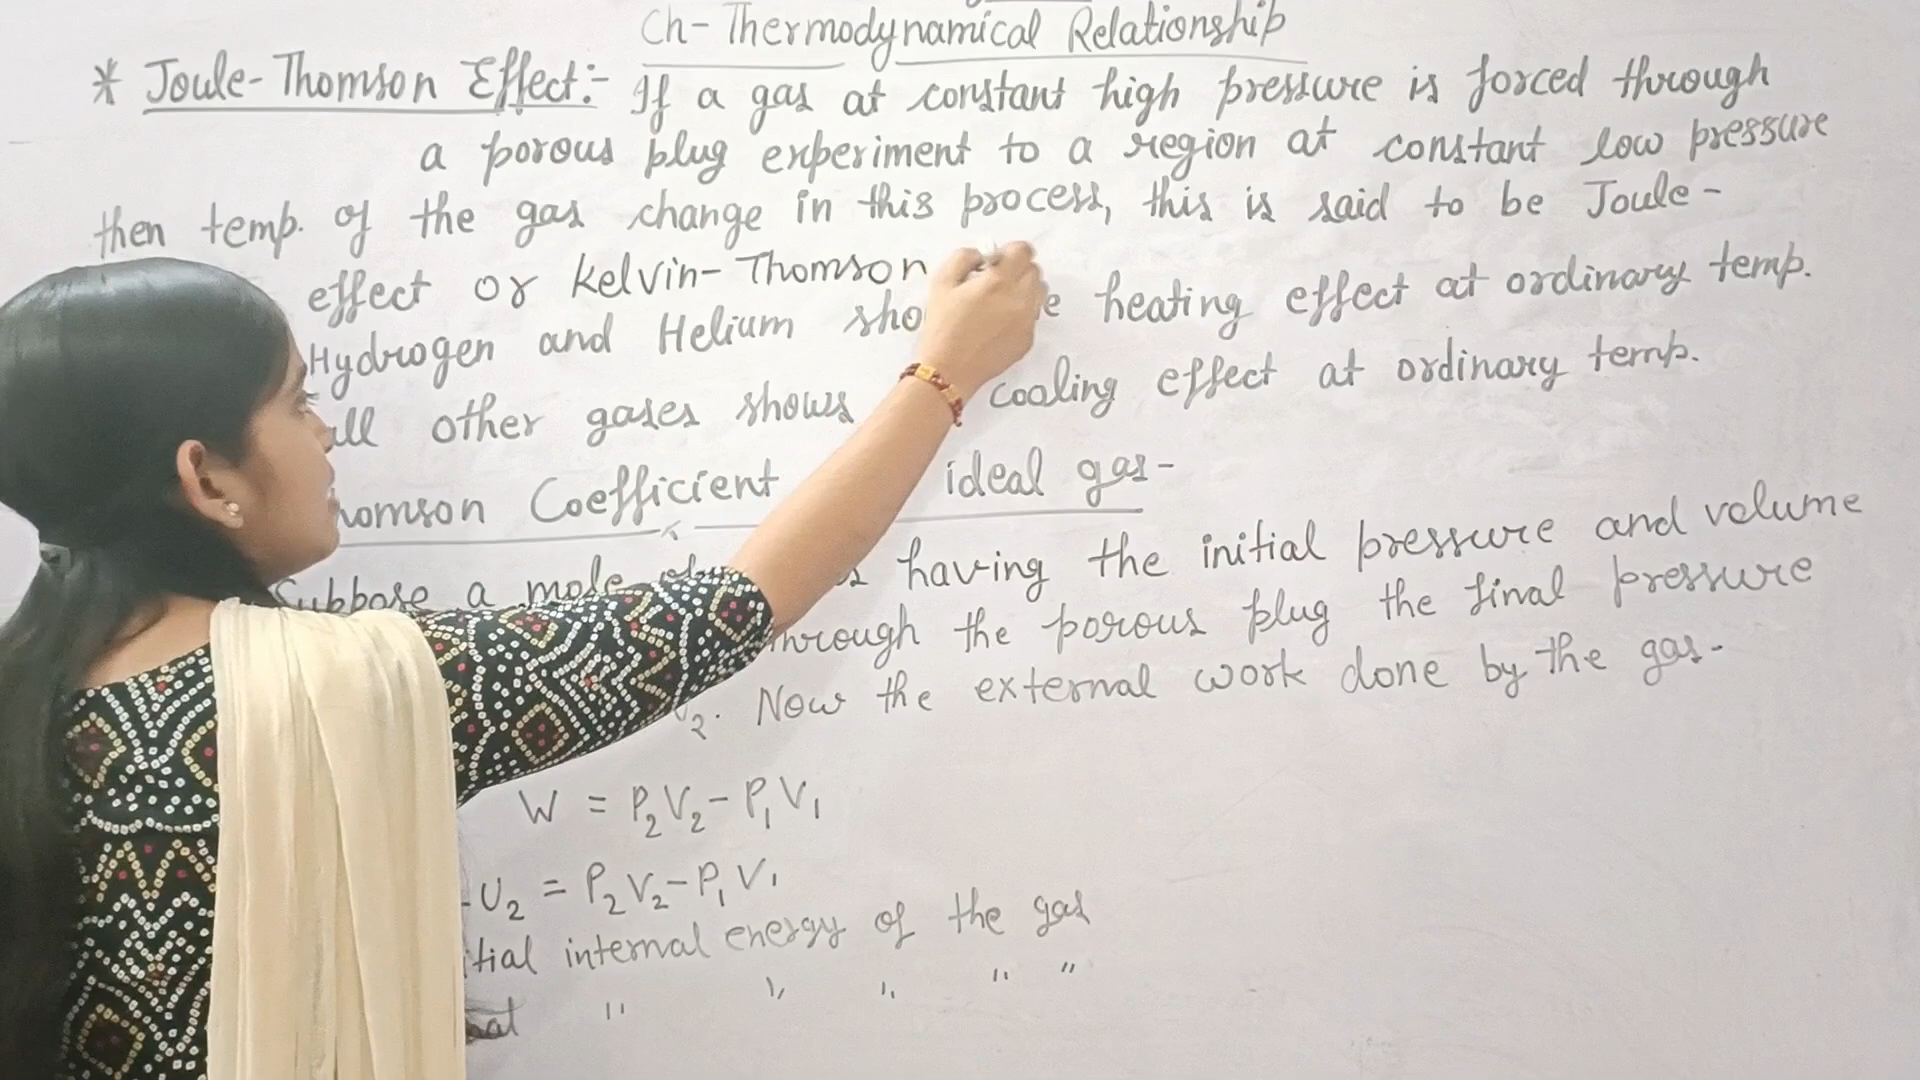 Ch- Thermodynamical Relationship
* Joule-Thomson Effect:- If a gas at constant high pressure is forced through
a porous plug experiment to a region at constant low pressure
then temp. of the gas change in this process, this is said to be Joule-
effect or Kelvin-Thomson
Hydrogen and Helium heating effect at ordinary temp.
all other gases shows cooling effect at ordinary temp.
Coefficient ideal gas-
Suppose a mole having the initial pressure and volume
through the porous plug the final pressure
Now the external work done by the gas-
W = P₂V₂ - P₁V₁
U₂ = P₂V₂ - P₁V₁
internal energy of the gas
" " " " "